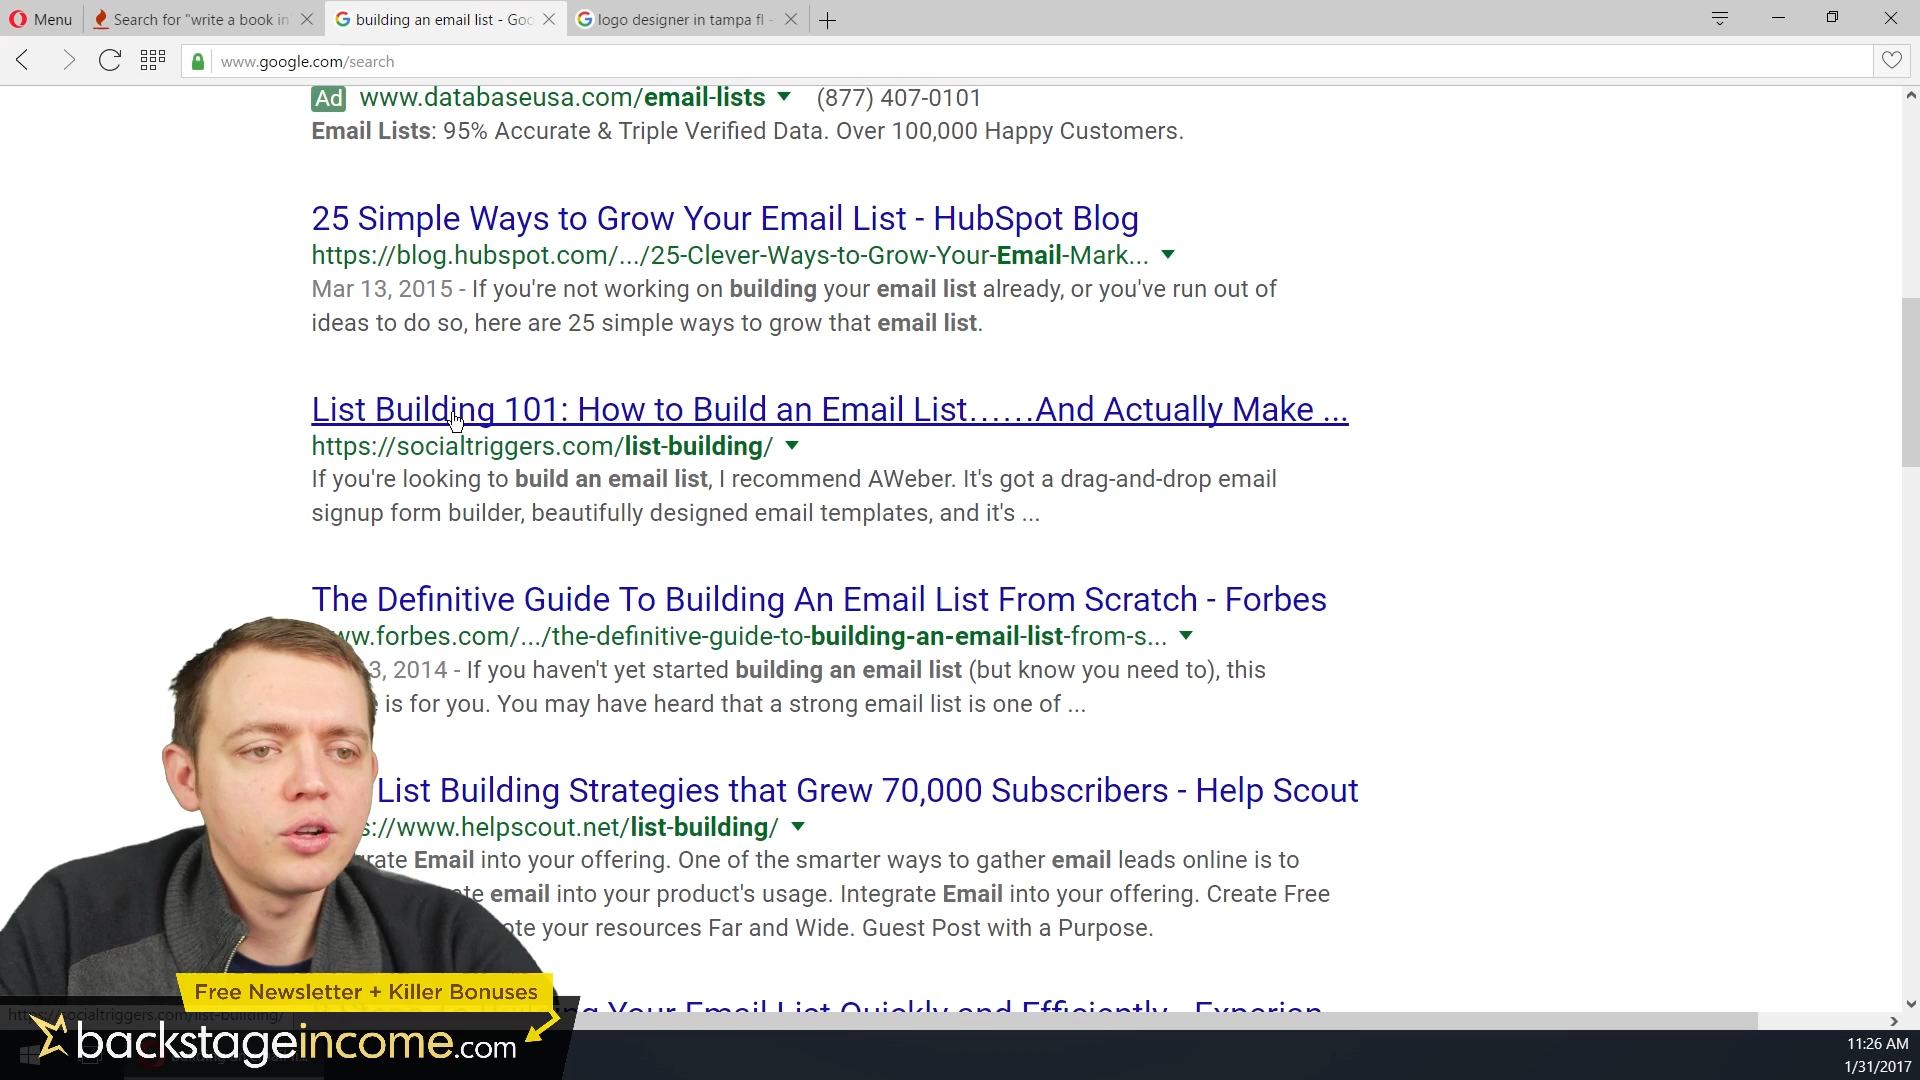 Menu
Search for "write a book in
building an email list - Goo
logo designer in tampa fl -
www.google.com/search
Ad www.databaseusa.com/email-lists (877) 407-0101
Email Lists: 95% Accurate & Triple Verified Data. Over 100,000 Happy Customers.
25 Simple Ways to Grow Your Email List - HubSpot Blog
https://blog.hubspot.com/.../25-Clever-Ways-to-Grow-Your-Email-Mark...
Mar 13, 2015 - If you're not working on building your email list already, or you've run out of
ideas to do so, here are 25 simple ways to grow that email list.
List Building 101: How to Build an Email List……And Actually Make ...
https://socialtriggers.com/list-building/
If you're looking to build an email list, I recommend AWeber. It's got a drag-and-drop email
signup form builder, beautifully designed email templates, and it's ...
The Definitive Guide To Building An Email List From Scratch - Forbes
ww.forbes.com/.../the-definitive-guide-to-building-an-email-list-from-s...
3, 2014 - If you haven't yet started building an email list (but know you need to), this
is for you. You may have heard that a strong email list is one of ...
List Building Strategies that Grew 70,000 Subscribers - Help Scout
s://www.helpscout.net/list-building/
rate Email into your offering. One of the smarter ways to gather email leads online is to
te email into your product's usage. Integrate Email into your offering. Create Free
ote your resources Far and Wide. Guest Post with a Purpose.
g Your Email List Quickly and Efficiently - Experian
https://socialtriggers.com/list-building/
Free Newsletter + Killer Bonuses
backstageincome.com
11:26 AM
1/31/2017